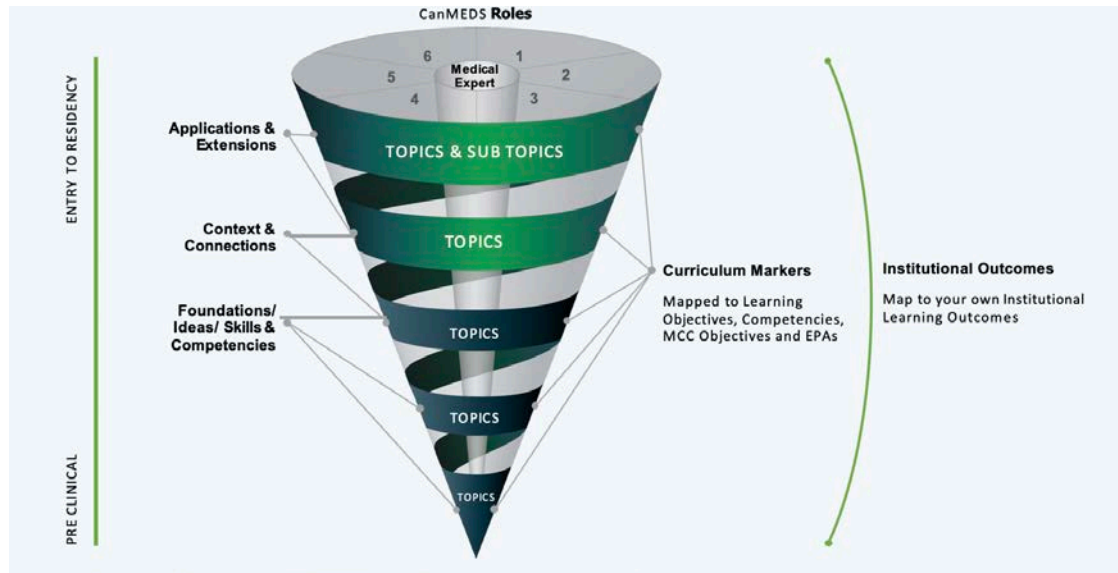 CanMEDS Roles
6
1
5
Medical
Expert
2
4
3
ENTRY TO RESIDENCY
Applications &
Extensions
TOPICS & SUB TOPICS
Context &
Connections
TOPICS
Curriculum Markers
Mapped to Learning
Objectives, Competencies,
MCC Objectives and EPAs
Institutional Outcomes
Map to your own Institutional
Learning Outcomes
Foundations/
Ideas/ Skills &
Competencies
TOPICS
TOPICS
PRE CLINICAL
TOPICS